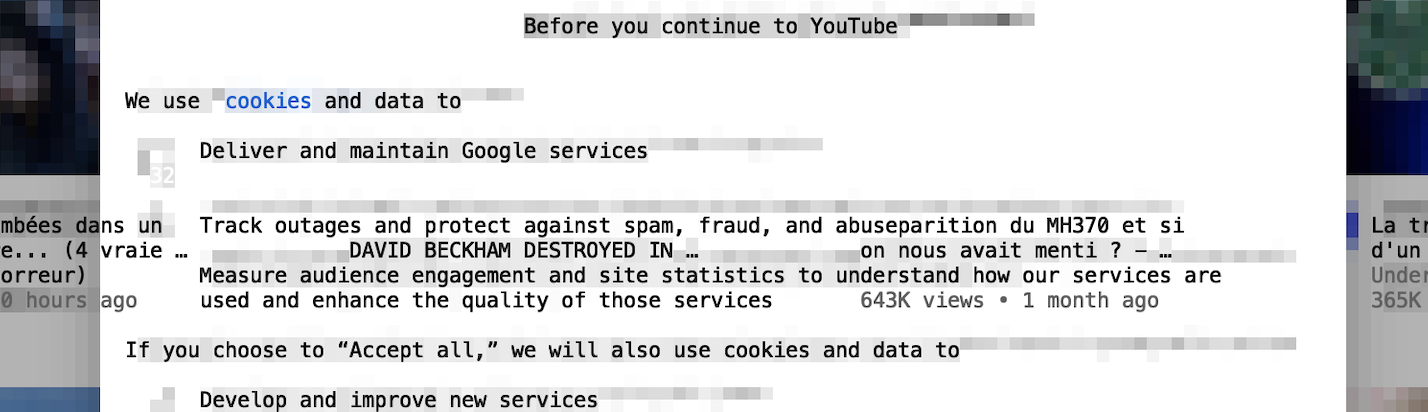 Before you continue to YouTube
We use cookies and data to
Deliver and maintain Google services
32
mbées dans un Track outages and protect against spam, fraud, and abuseparition du MH370 et si La tr
e... (4 vraie … DAVID BECKHAM DESTROYED IN … on nous avait menti ? – … d'un
orreur) Measure audience engagement and site statistics to understand how our services are Under
0 hours ago used and enhance the quality of those services 643K views • 1 month ago 365K
If you choose to “Accept all,” we will also use cookies and data to
Develop and improve new services